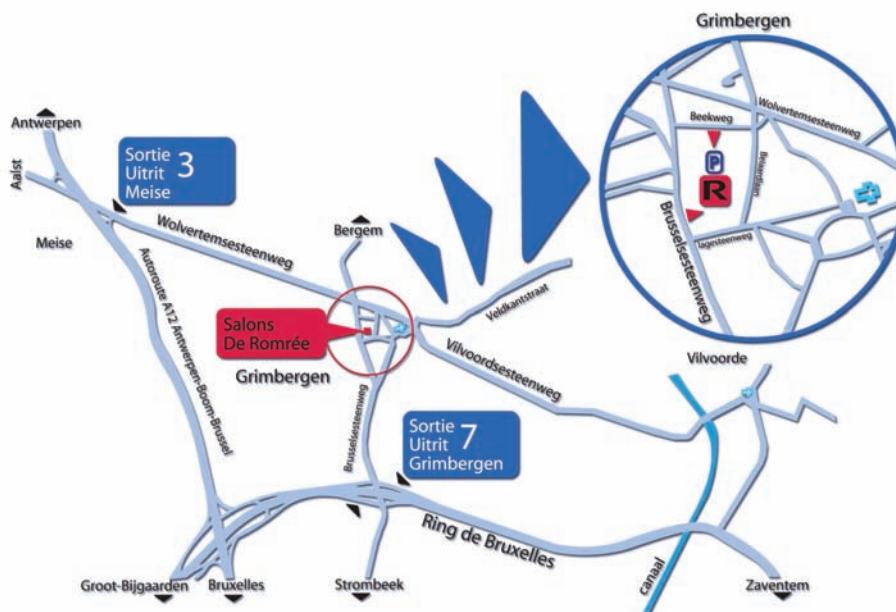 Grimbergen
Wolvertemsesteenweg
Beekweg
P
R
Brusselsesteenweg
lagesteenweg
Antwerpen
Aalst
Sortie 3
Uitrit
Meise
Meise
Wolvertemsesteenweg
Bergem
Autoroute A12 Antwerpen-Boom-Brussel
Veldkantstraat
Salons
De Romrée
Grimbergen
Vilvoordsesteenweg
Vilvoorde
Brusselsesteenweg
Sortie 7
Uitrit
Grimbergen
Ring de Bruxelles
canaal
Groot-Bijgaarden
Bruxelles
Strombeek
Zaventem